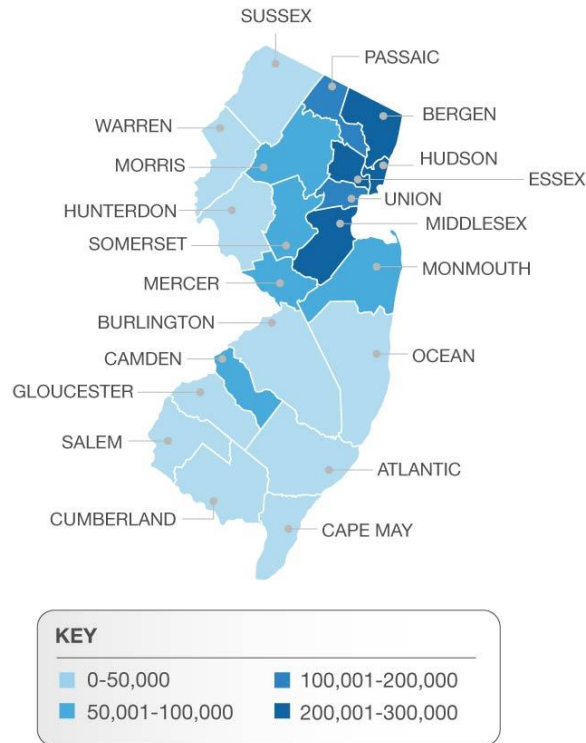 SUSSEX
PASSAIC
BERGEN
WARREN
HUDSON
MORRIS
ESSEX
UNION
HUNTERDON
MIDDLESEX
SOMERSET
MONMOUTH
MERCER
BURLINGTON
OCEAN
CAMDEN
GLOUCESTER
SALEM
ATLANTIC
CUMBERLAND
CAPE MAY
KEY
0-50,000
100,001-200,000
50,001-100,000
200,001-300,000